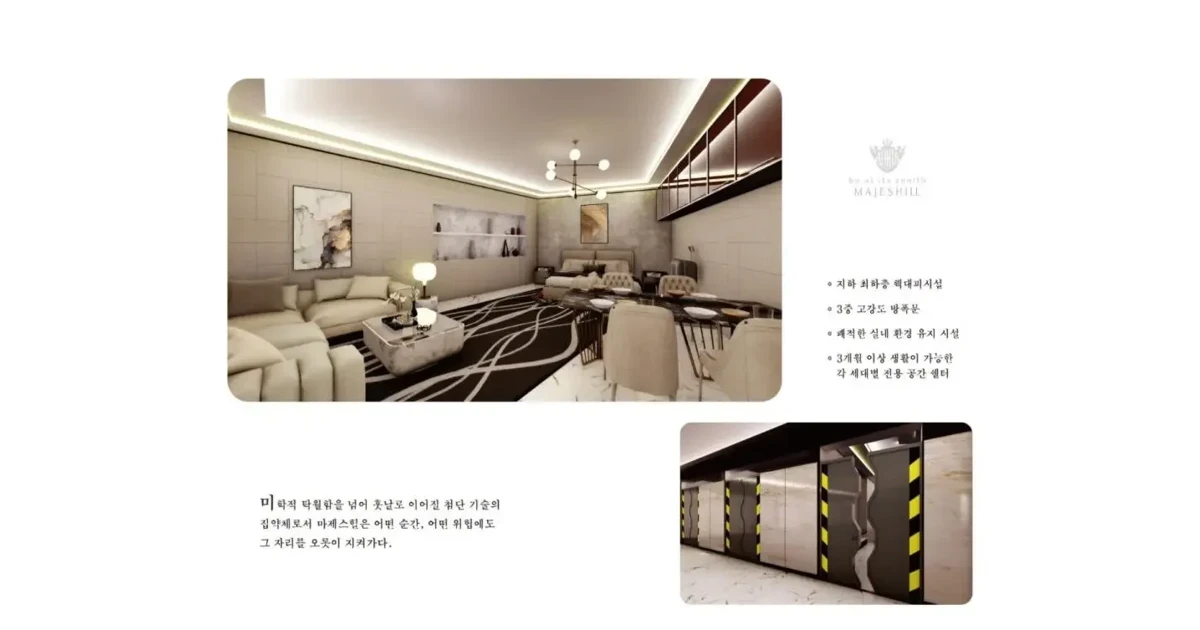 MAJESHILL
지하 최하층 핵대피시설
3중 고강도 방폭문
쾌적한 실내 환경 유지 시설
3개월 이상 생활이 가능한
각 세대별 전용 공간 쉘터
미학적 탁월함을 넘어 훗날로 이어질 첨단 기술의
집약체로서 마제스힐은 어떤 순간, 어떤 위협에도
그 자리를 오롯이 지켜가다.